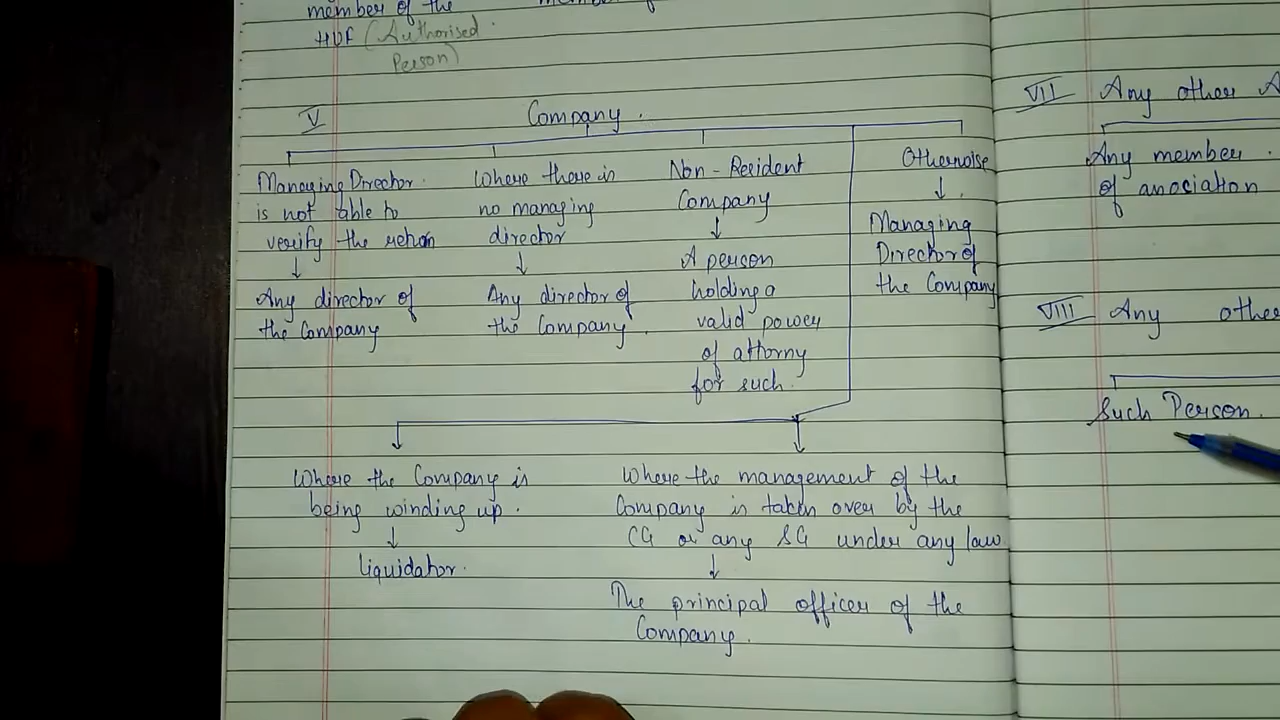 member of the
HUF (Authorised
Person)
V Company.
Managing Director
is not able to
verify the return
↓
Any director of
the Company
Where there is
no managing
director
↓
Any director of
the Company.
Non-Resident
Company
↓
A person
holding a
valid power
of attorny
for such.
Otherwise
↓
Managing
Director of
the Company
Where the Company is
being winding up.
↓
Liquidator.
Where the management of the
Company is taken over by the
CG or any SG under any law
↓
The principal officer of the
Company.
VII Any other A
Any member
of association
VIII Any othe
Such Person.